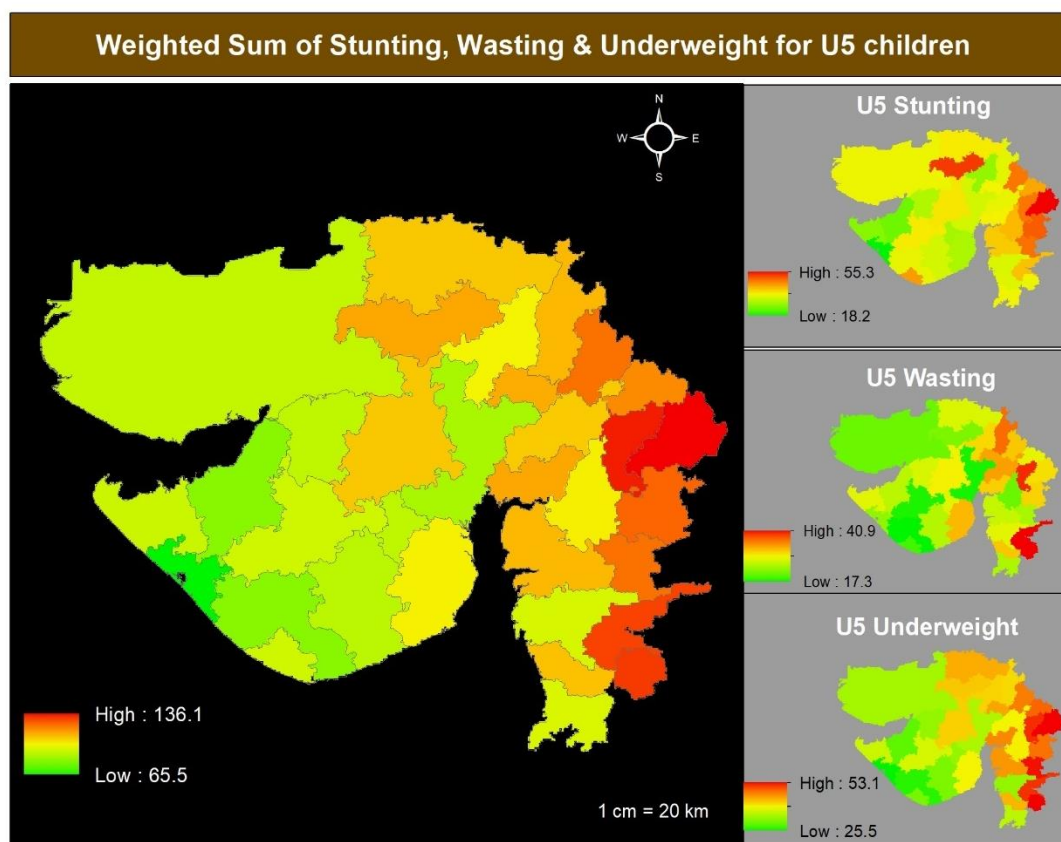 Weighted Sum of Stunting, Wasting & Underweight for U5 children
N
W E
S
High : 136.1
Low : 65.5
1 cm = 20 km
U5 Stunting
High : 55.3
Low : 18.2
U5 Wasting
High : 40.9
Low : 17.3
U5 Underweight
High : 53.1
Low : 25.5